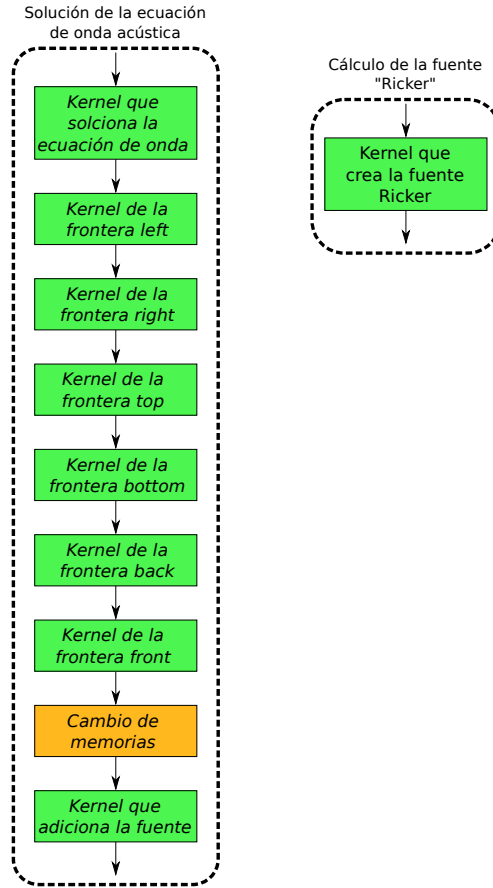 Solución de la ecuación
de onda acústica
Kernel que
solciona la
ecuación de onda
Kernel de la
frontera left
Kernel de la
frontera right
Kernel de la
frontera top
Kernel de la
frontera bottom
Kernel de la
frontera back
Kernel de la
frontera front
Cambio de
memorias
Kernel que
adiciona la fuente
Cálculo de la fuente
"Ricker"
Kernel que
crea la fuente
Ricker